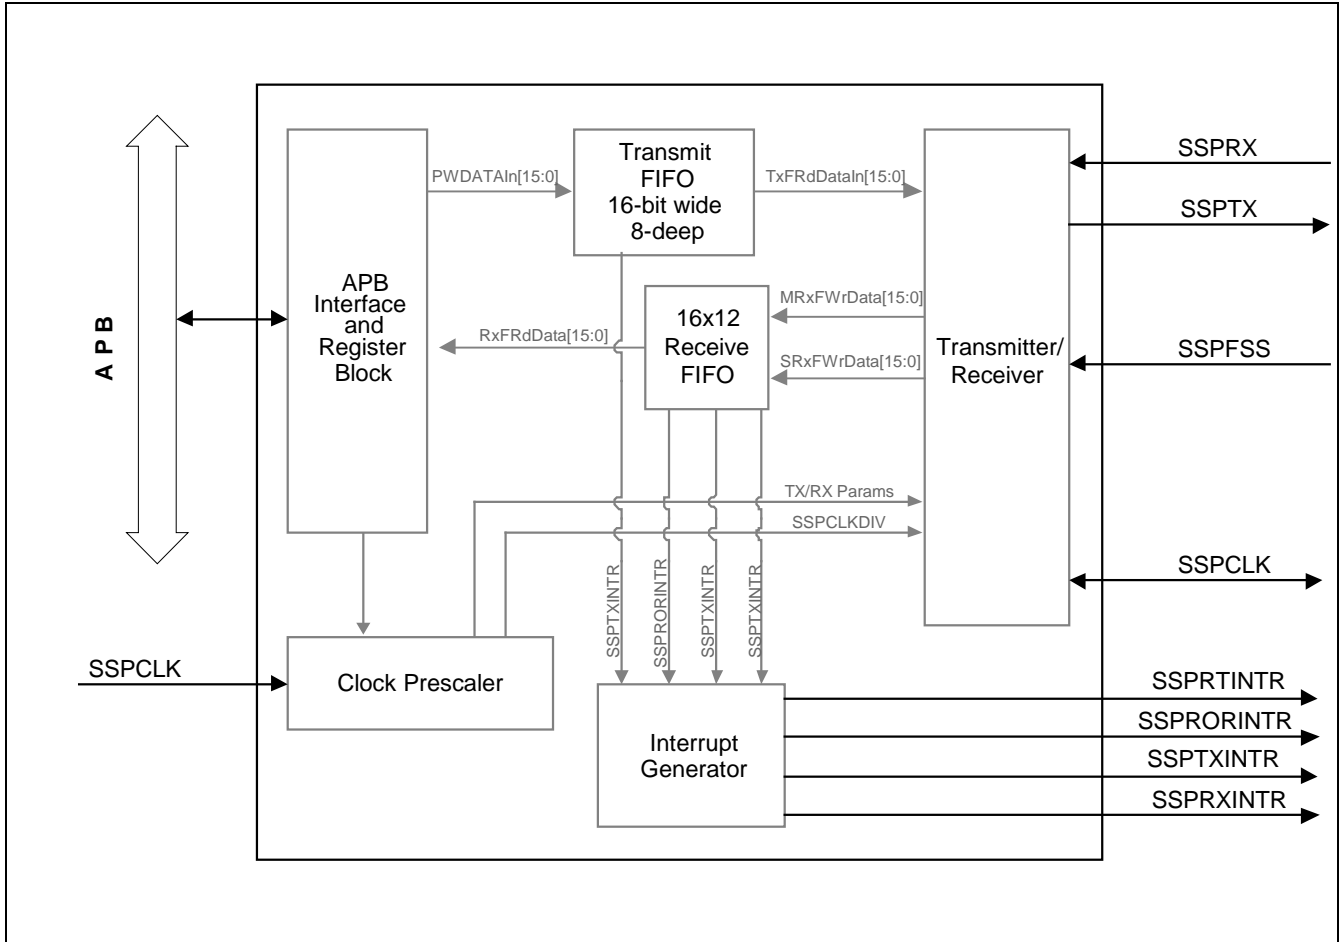 SSPRX
Transmit
FIFO
16-bit wide
8-deep
PWDATAIn[15:0]
TxFRdDataIn[15:0]
SSPTX
APB
Interface
and
Register
Block
MRxFWrData[15:0]
16x12
Receive
FIFO
RxFRdData[15:0]
SRxFWrData[15:0]
Transmitter/
Receiver
SSPFSS
A P B
TX/RX Params
SSPCLKDIV
SSPCLK
SSPTXINTR
SSPRORINTR
SSPTXINTR
SSPTXINTR
SSPCLK
Clock Prescaler
SSPRTINTR
SSPRORINTR
Interrupt
Generator
SSPTXINTR
SSPRXINTR